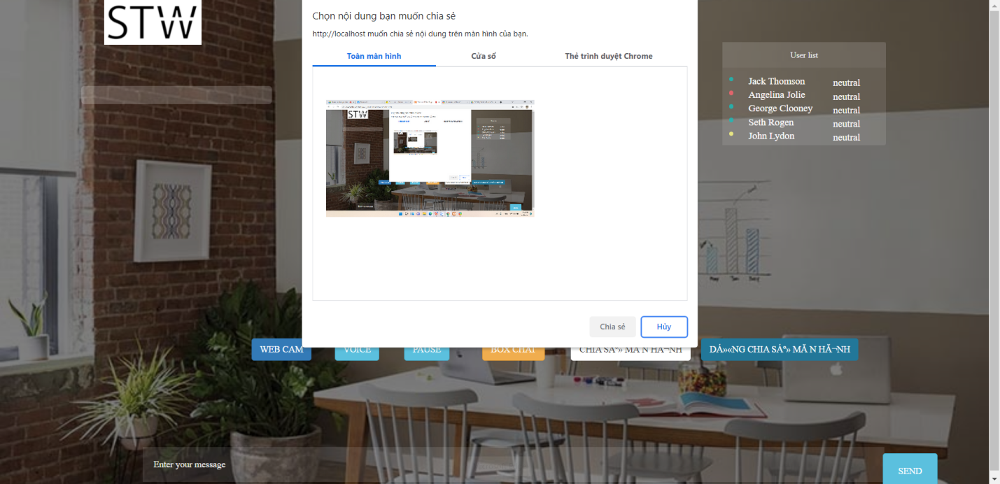 STW
Chọn nội dung bạn muốn chia sẻ
http://localhost muốn chia sẻ nội dung trên màn hình của bạn.
Toàn màn hình
Cửa sổ
Thẻ trình duyệt Chrome
Chia sẻ
Hủy
User list
Jack Thomson neutral
Angelina Jolie neutral
George Clooney neutral
Seth Rogen neutral
John Lydon neutral
WEB CAM
VOICE
PAUSE
BOX CHAT
CHIA SẺ» MÃ N HÃ¬NH
DÁ»«NG CHIA SẺ» MÃ N HÃ¬NH
Enter your message
SEND